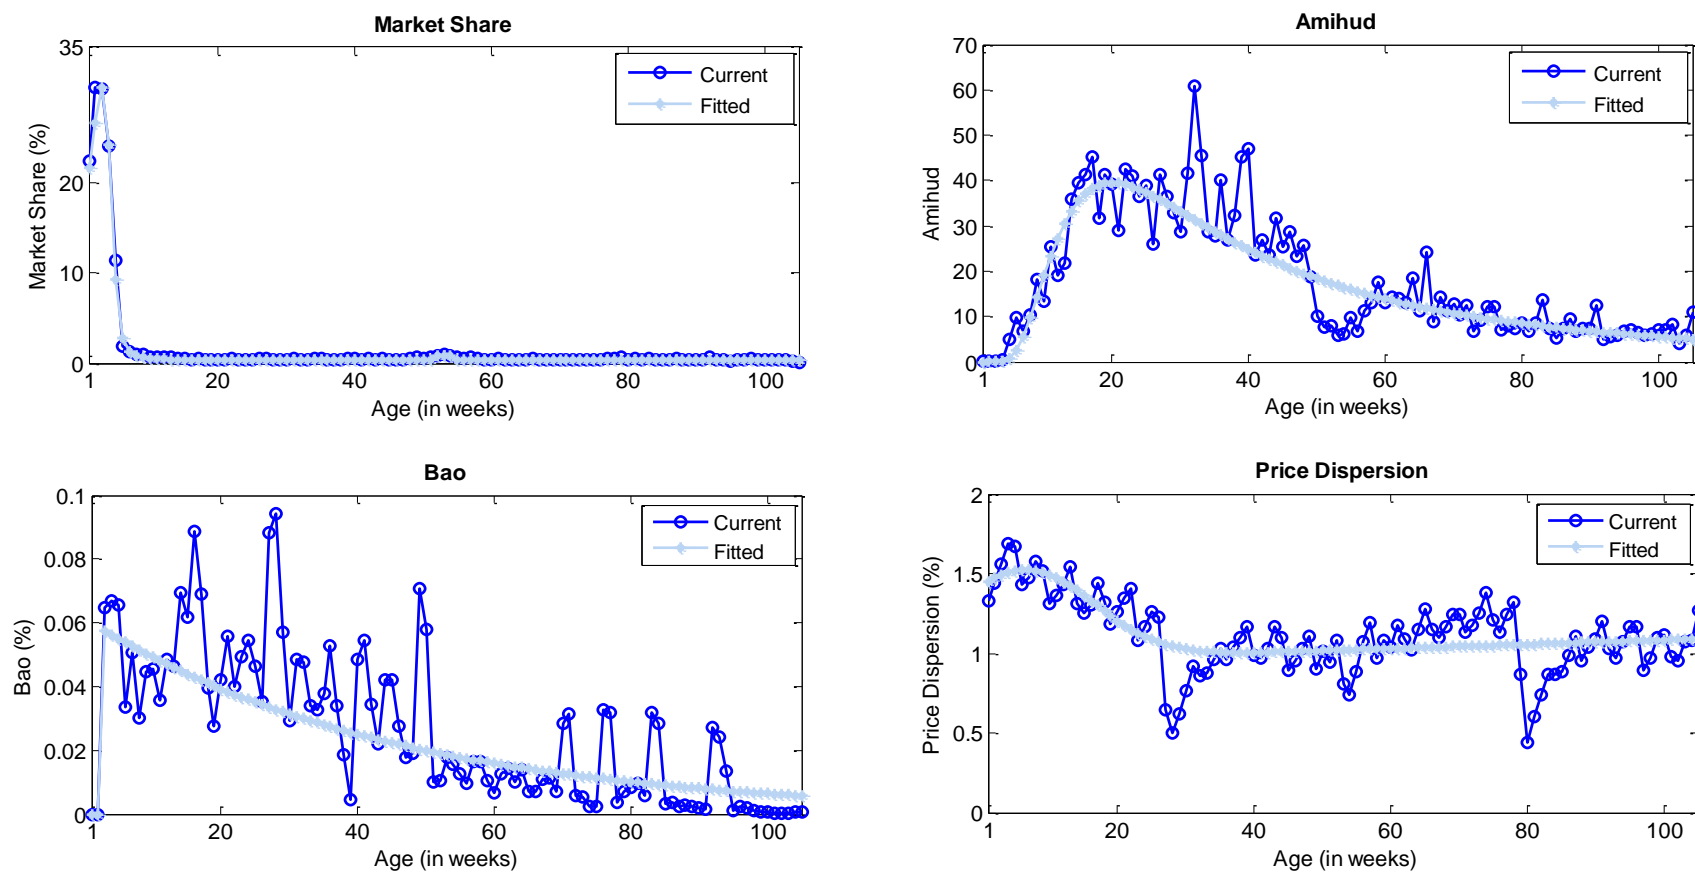 Market Share
35
20
10
0
Market Share (%)
Current
Fitted
1 20 40 60 80 100
Age (in weeks)
Amihud
70
60
50
40
30
20
10
0
Amihud
Current
Fitted
1 20 40 60 80 100
Age (in weeks)
Bao
0.1
0.08
0.06
0.04
0.02
0
Bao (%)
Current
Fitted
1 20 40 60 80 100
Age (in weeks)
Price Dispersion
2
1.5
1
0.5
0
Price Dispersion (%)
Current
Fitted
1 20 40 60 80 100
Age (in weeks)